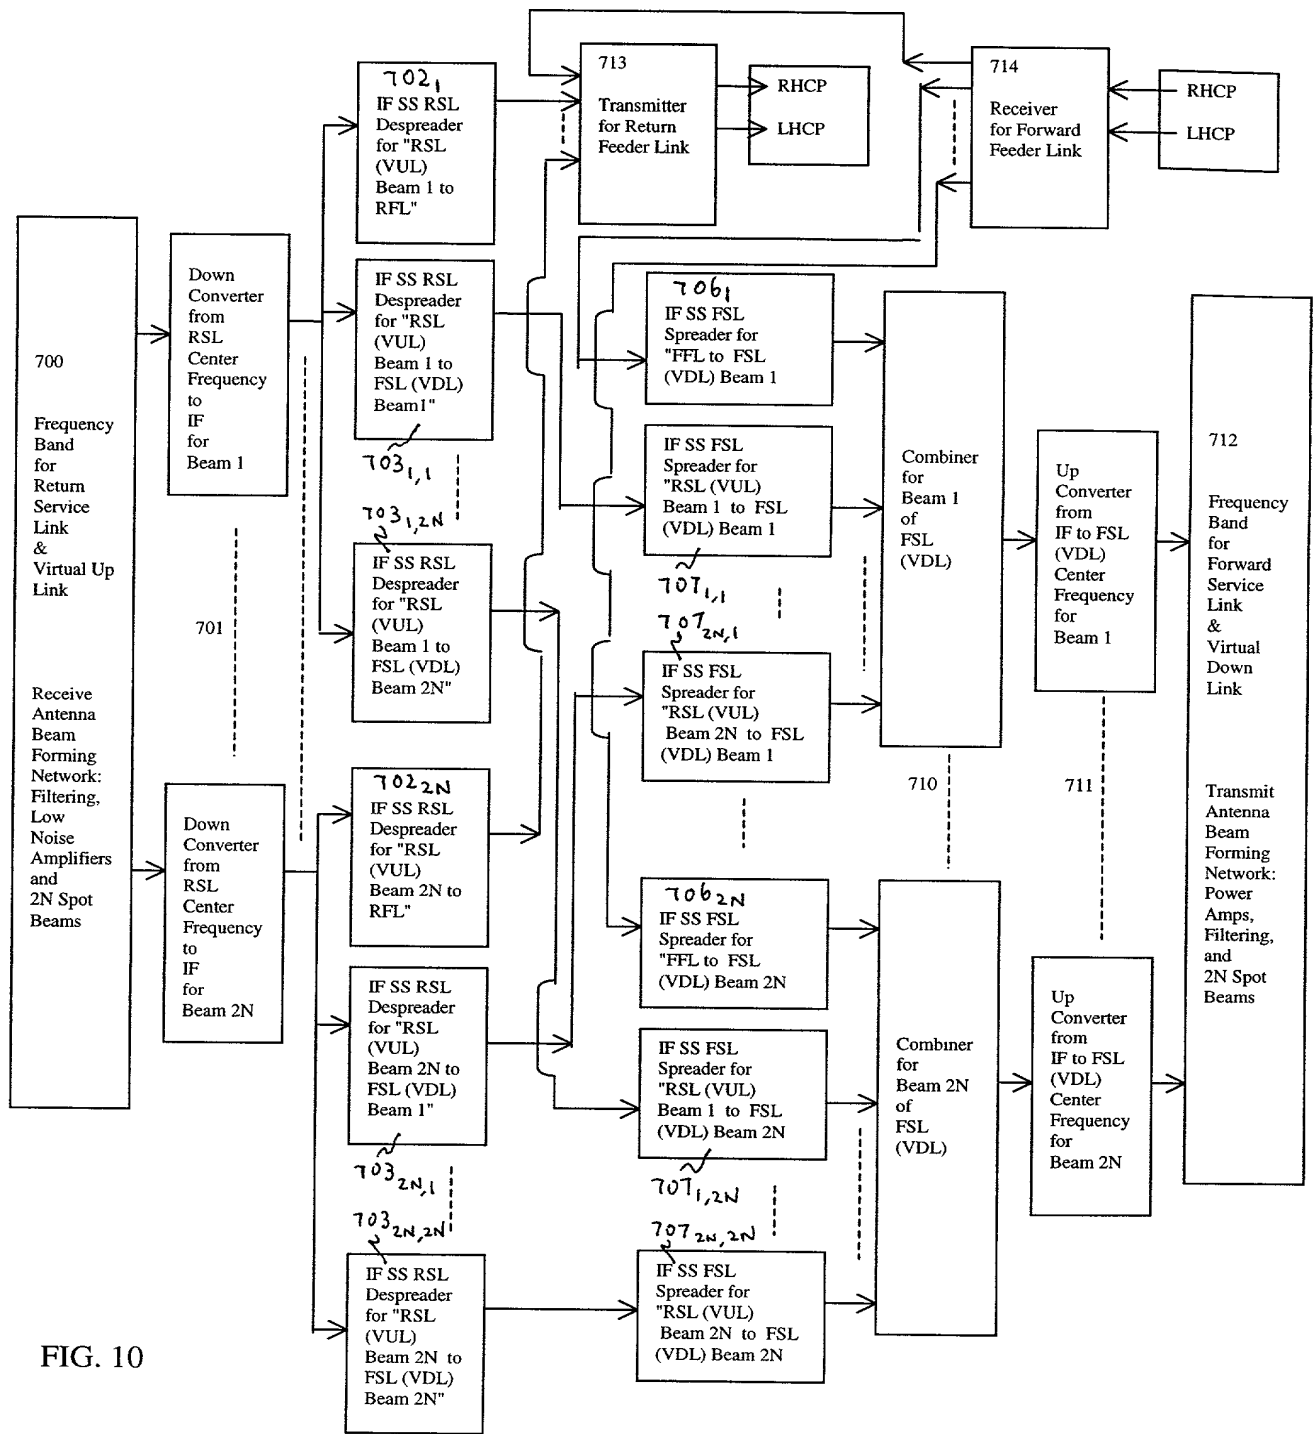 702₁
IF SS RSL
Despreader
for "RSL
(VUL)
Beam 1 to
RFL"
713
Transmitter
for Return
Feeder Link
RHCP
LHCP
714
Receiver
for Forward
Feeder Link
RHCP
LHCP
700
Frequency
Band
for
Return
Service
Link
&
Virtual Up
Link
Receive
Antenna
Beam
Forming
Network:
Filtering,
Low
Noise
Amplifiers
and
2N Spot
Beams
Down
Converter
from
RSL
Center
Frequency
to
IF
for
Beam 1
701
Down
Converter
from
RSL
Center
Frequency
to
IF
for
Beam 2N
IF SS RSL
Despreader
for "RSL
(VUL)
Beam 1 to
FSL (VDL)
Beam1"
703₁,₁
703₁,₂N
IF SS RSL
Despreader
for "RSL
(VUL)
Beam 1 to
FSL (VDL)
Beam 2N"
702₂N
IF SS RSL
Despreader
for "RSL
(VUL)
Beam 2N to
RFL"
IF SS RSL
Despreader
for "RSL
(VUL)
Beam 2N to
FSL (VDL)
Beam 1"
703₂N,₁
703₂N,₂N
IF SS RSL
Despreader
for "RSL
(VUL)
Beam 2N to
FSL (VDL)
Beam 2N"
706₁
IF SS FSL
Spreader for
"FFL to FSL
(VDL) Beam 1
IF SS FSL
Spreader for
"RSL (VUL)
Beam 1 to FSL
(VDL) Beam 1
707₁,₁
707₂N,₁
IF SS FSL
Spreader for
"RSL (VUL)
Beam 2N to FSL
(VDL) Beam 1
706₂N
IF SS FSL
Spreader for
"FFL to FSL
(VDL) Beam 2N
IF SS FSL
Spreader for
"RSL (VUL)
Beam 1 to FSL
(VDL) Beam 2N
707₁,₂N
707₂N,₂N
IF SS FSL
Spreader for
"RSL (VUL)
Beam 2N to FSL
(VDL) Beam 2N
Combiner
for
Beam 1
of
FSL
(VDL)
710
Combiner
for
Beam 2N
of
FSL
(VDL)
Up
Converter
from
IF to FSL
(VDL)
Center
Frequency
for
Beam 1
711
Up
Converter
from
IF to FSL
(VDL)
Center
Frequency
for
Beam 2N
712
Frequency
Band
for
Forward
Service
Link
&
Virtual
Down
Link
Transmit
Antenna
Beam
Forming
Network:
Power
Amps,
Filtering,
and
2N Spot
Beams
FIG. 10